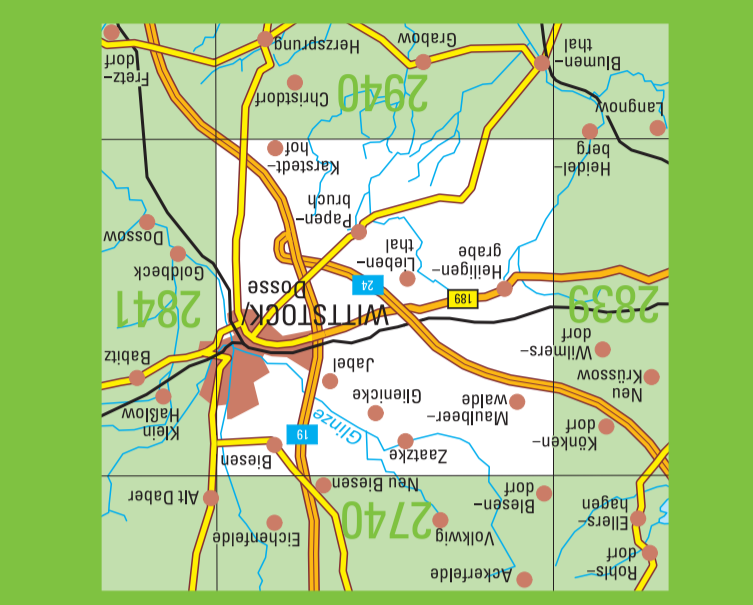 Rohls-
dorf
Ackerfelde
Volkwig
Eichenfelde
Ellers-
hagen
Blesen-
dorf
2740
Neu Biesen
Alt Daber
Könken-
dorf
Zaatzke
Biesen
Glinze
19
Klein
Haßlow
Neu
Krüssow
Maulbeer-
walde
Glienicke
Jabel
Babitz
Wilmers-
dorf
WITTSTOCK/
Dosse
2839
2841
189
24
Heiligen-
grabe
Lieben-
thal
Goldbeck
Dossow
Papen-
bruch
Heidel-
berg
Karstedt-
hof
Langnow
2940
Christdorf
Blumen-
thal
Grabow
Herzsprung
Fretz-
dorf